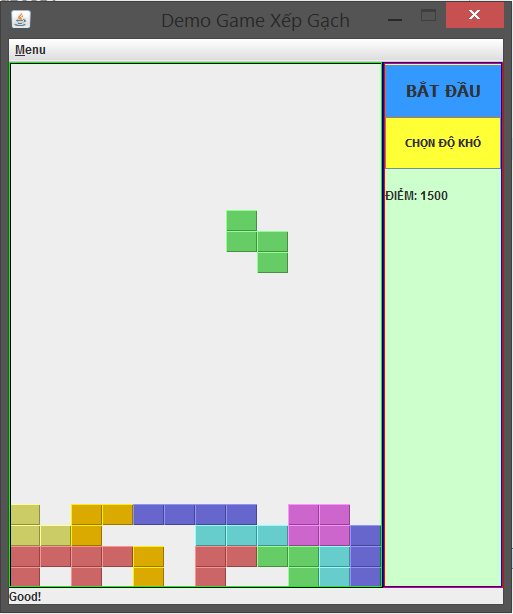 Demo Game Xếp Gạch
Menu
BẮT ĐẦU
CHỌN ĐỘ KHÓ
ĐIỂM: 1500
Good!